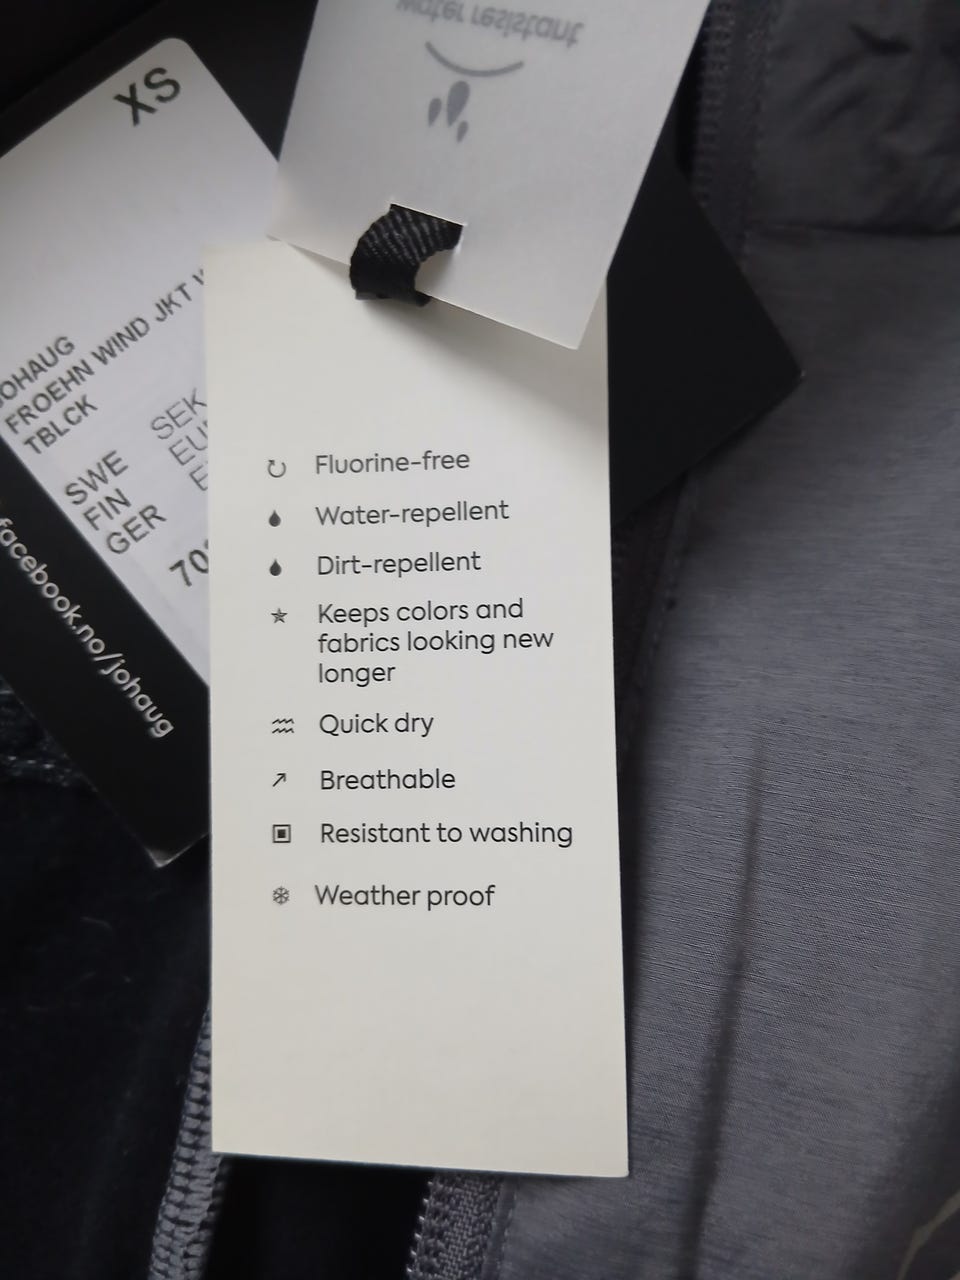 water resistant
XS
JOHAUG
FROEHN WIND JKT
TBLCK
SWE SEK
FIN
GER
facebook.no/johaug
Fluorine-free
Water-repellent
Dirt-repellent
Keeps colors and
fabrics looking new
longer
Quick dry
Breathable
Resistant to washing
Weather proof